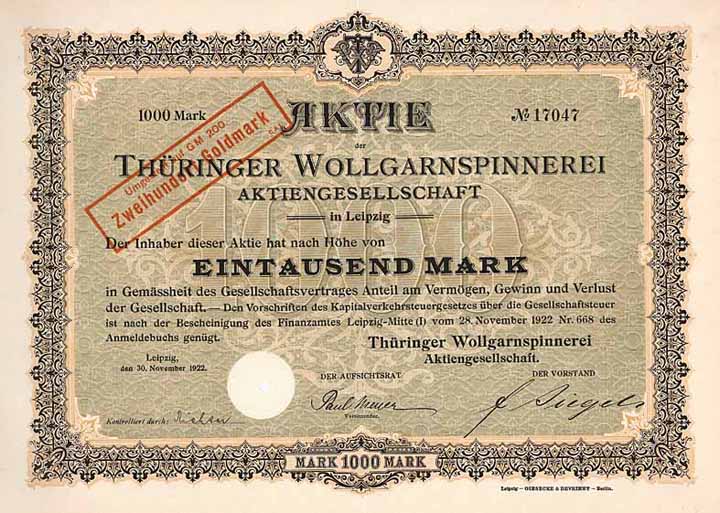 1000 Mark
AKTIE
№ 17047
der
THÜRINGER WOLLGARNSPINNEREI
AKTIENGESELLSCHAFT
in Leipzig
GM 200
Zweihundert Goldmark
1000
Der Inhaber dieser Aktie hat nach Höhe von
EINTAUSEND MARK
in Gemässheit des Gesellschaftsvertrages Anteil am Vermögen, Gewinn und Verlust
der Gesellschaft. — Den Vorschriften des Kapitalverkehrsteuergesetzes über die Gesellschaftsteuer
ist nach der Bescheinigung des Finanzamtes Leipzig-Mitte (I) vom 28. November 1922 Nr. 668 des
Anmeldebuchs genügt.
Thüringer Wollgarnspinnerei
Aktiengesellschaft.
Leipzig,
den 30. November 1922.
DER AUFSICHTSRAT
DER VORSTAND
Paul Meyer
Vorsitzender.
Kontrolliert durch:
MARK 1000 MARK
Leipzig — GIESECKE & DEVRIENT — Berlin.